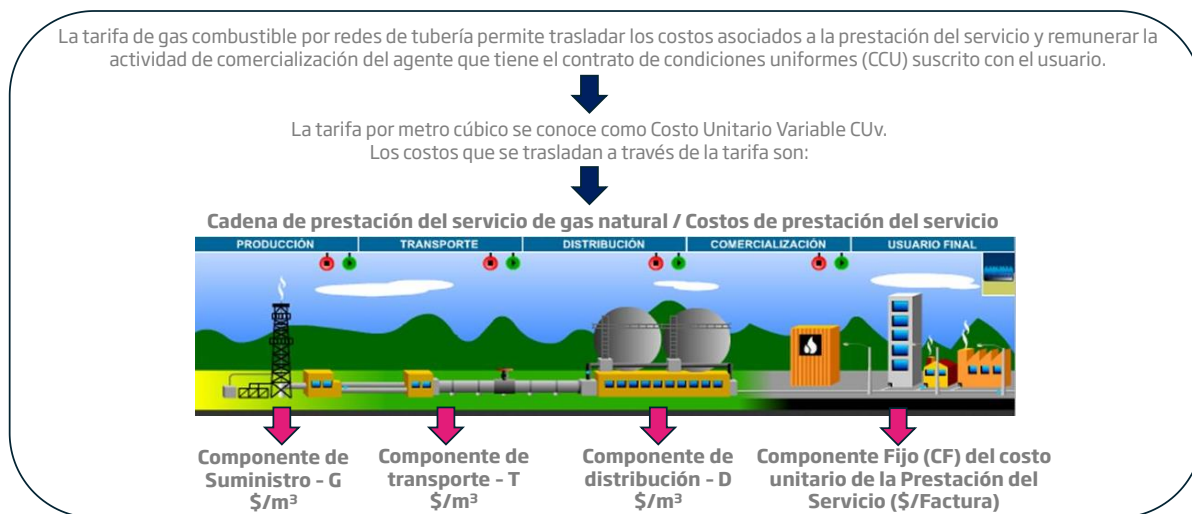 La tarifa de gas combustible por redes de tubería permite trasladar los costos asociados a la prestación del servicio y remunerar la
actividad de comercialización del agente que tiene el contrato de condiciones uniformes (CCU) suscrito con el usuario.
La tarifa por metro cúbico se conoce como Costo Unitario Variable CUv.
Los costos que se trasladan a través de la tarifa son:
Cadena de prestación del servicio de gas natural / Costos de prestación del servicio
PRODUCCIÓN
TRANSPORTE
DISTRIBUCIÓN
COMERCIALIZACIÓN
USUARIO FINAL
Componente de
Suministro - G
$/m³
Componente de
transporte - T
$/m³
Componente de
distribución - D
$/m³
Componente Fijo (CF) del costo
unitario de la Prestación del
Servicio ($/Factura)